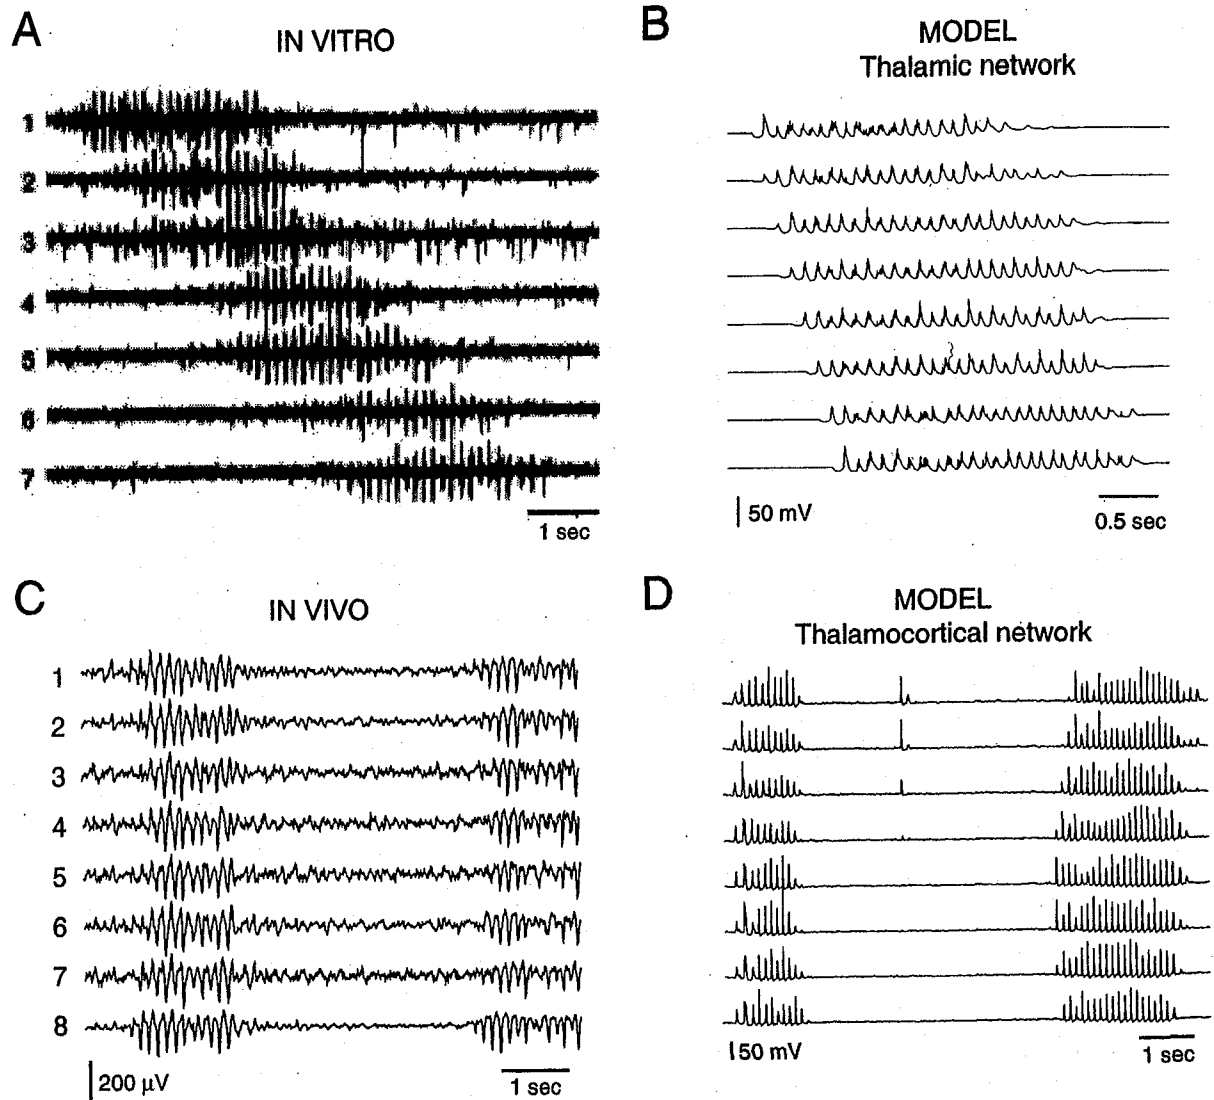 A
IN VITRO
1
2
3
4
5
6
7
1 sec
B
MODEL
Thalamic network
50 mV
0.5 sec
C
IN VIVO
1
2
3
4
5
6
7
8
200 μV
1 sec
D
MODEL
Thalamocortical network
50 mV
1 sec